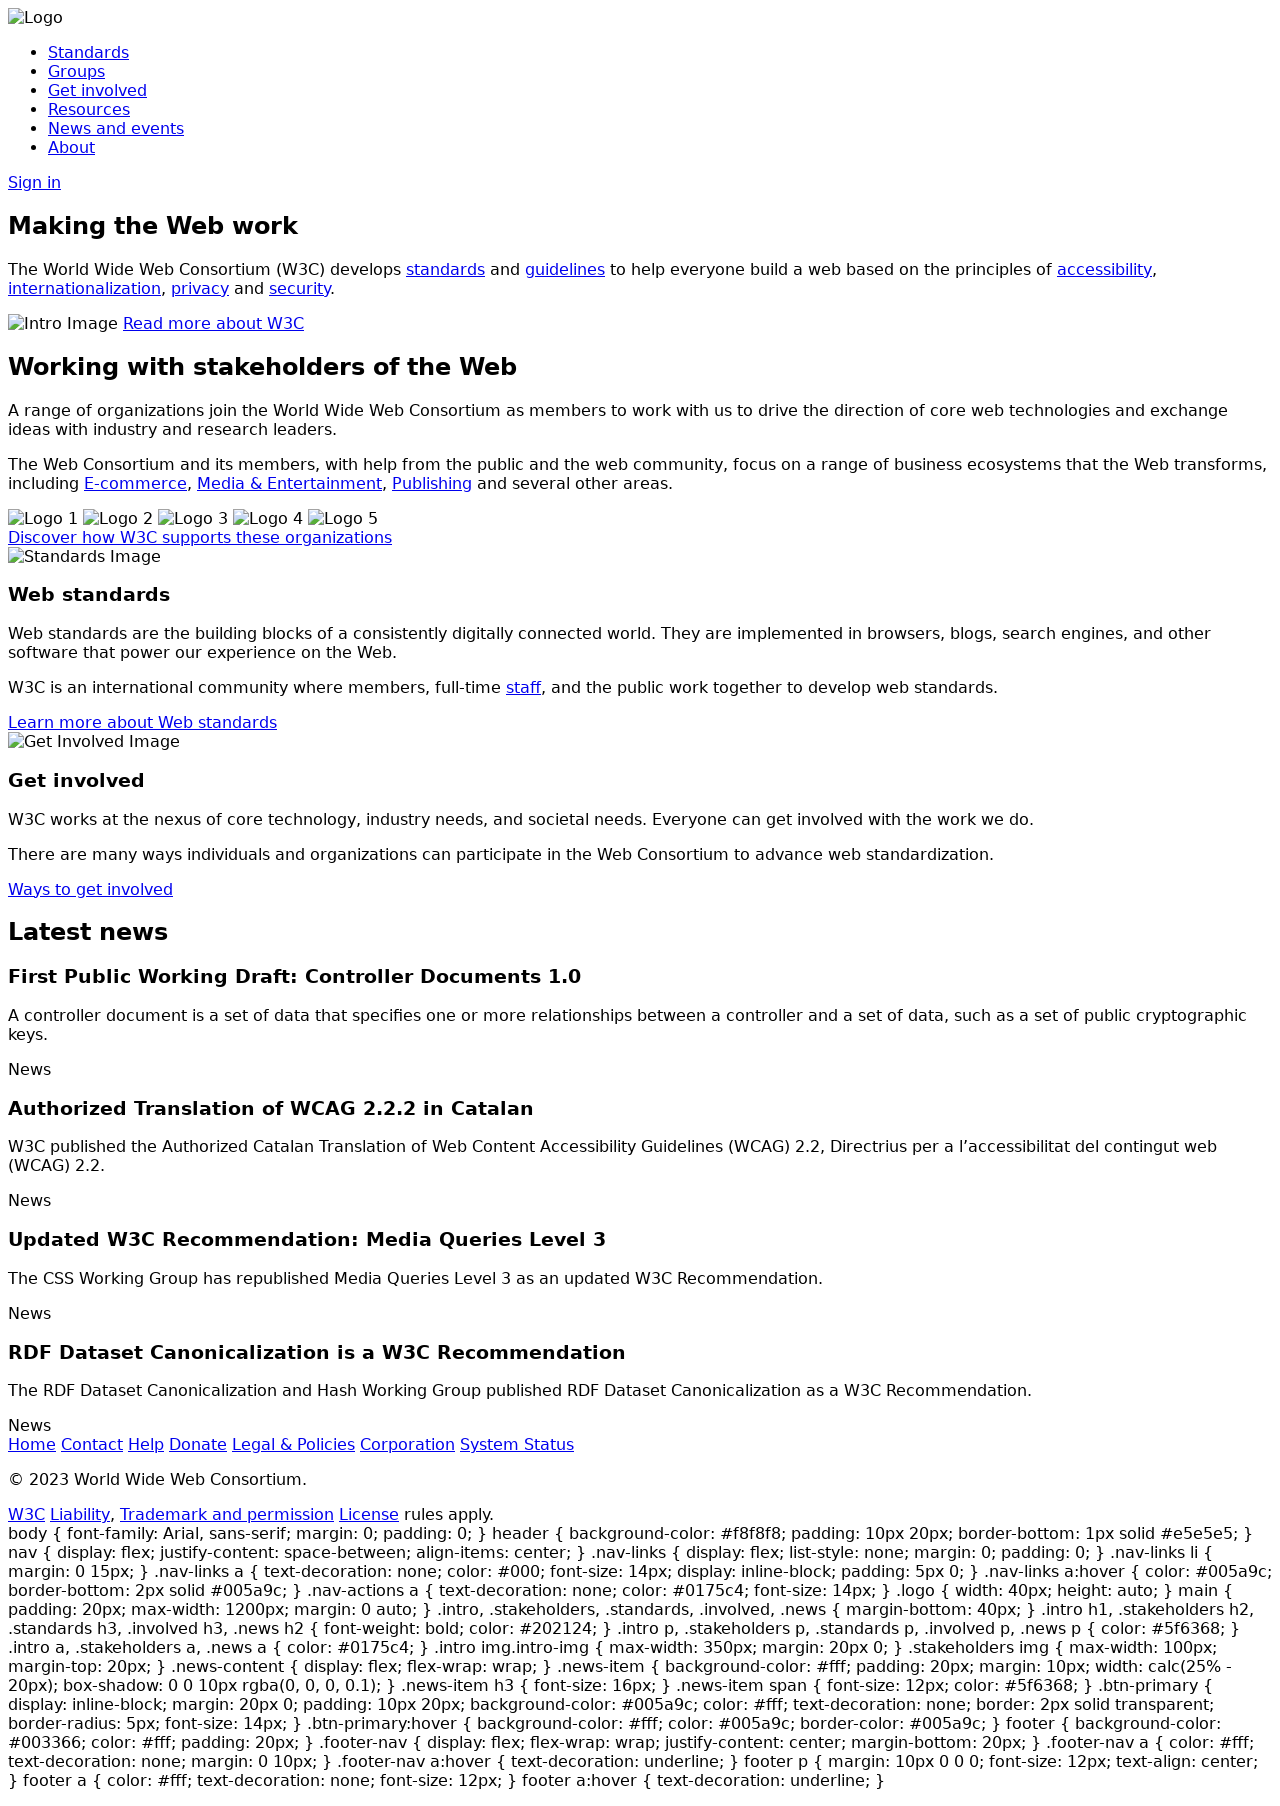 Logo
Standards
Groups
Get involved
Resources
News and events
About
Sign in
Making the Web work
The World Wide Web Consortium (W3C) develops standards and guidelines to help everyone build a web based on the principles of accessibility,
internationalization, privacy and security.
Intro Image Read more about W3C
Working with stakeholders of the Web
A range of organizations join the World Wide Web Consortium as members to work with us to drive the direction of core web technologies and exchange
ideas with industry and research leaders.
The Web Consortium and its members, with help from the public and the web community, focus on a range of business ecosystems that the Web transforms,
including E-commerce, Media & Entertainment, Publishing and several other areas.
Logo 1 Logo 2 Logo 3 Logo 4 Logo 5
Discover how W3C supports these organizations
Standards Image
Web standards
Web standards are the building blocks of a consistently digitally connected world. They are implemented in browsers, blogs, search engines, and other
software that power our experience on the Web.
W3C is an international community where members, full-time staff, and the public work together to develop web standards.
Learn more about Web standards
Get Involved Image
Get involved
W3C works at the nexus of core technology, industry needs, and societal needs. Everyone can get involved with the work we do.
There are many ways individuals and organizations can participate in the Web Consortium to advance web standardization.
Ways to get involved
Latest news
First Public Working Draft: Controller Documents 1.0
A controller document is a set of data that specifies one or more relationships between a controller and a set of data, such as a set of public cryptographic
keys.
News
Authorized Translation of WCAG 2.2.2 in Catalan
W3C published the Authorized Catalan Translation of Web Content Accessibility Guidelines (WCAG) 2.2, Directrius per a l’accessibilitat del contingut web
(WCAG) 2.2.
News
Updated W3C Recommendation: Media Queries Level 3
The CSS Working Group has republished Media Queries Level 3 as an updated W3C Recommendation.
News
RDF Dataset Canonicalization is a W3C Recommendation
The RDF Dataset Canonicalization and Hash Working Group published RDF Dataset Canonicalization as a W3C Recommendation.
News
Home Contact Help Donate Legal & Policies Corporation System Status
© 2023 World Wide Web Consortium.
W3C Liability, Trademark and permission License rules apply.
body { font-family: Arial, sans-serif; margin: 0; padding: 0; } header { background-color: #f8f8f8; padding: 10px 20px; border-bottom: 1px solid #e5e5e5; }
nav { display: flex; justify-content: space-between; align-items: center; } .nav-links { display: flex; list-style: none; margin: 0; padding: 0; } .nav-links li {
margin: 0 15px; } .nav-links a { text-decoration: none; color: #000; font-size: 14px; display: inline-block; padding: 5px 0; } .nav-links a:hover { color: #005a9c;
border-bottom: 2px solid #005a9c; } .nav-actions a { text-decoration: none; color: #0175c4; font-size: 14px; } .logo { width: 40px; height: auto; } main {
padding: 20px; max-width: 1200px; margin: 0 auto; } .intro, .stakeholders, .standards, .involved, .news { margin-bottom: 40px; } .intro h1, .stakeholders h2,
.standards h3, .involved h3, .news h2 { font-weight: bold; color: #202124; } .intro p, .stakeholders p, .standards p, .involved p, .news p { color: #5f6368; }
.intro a, .stakeholders a, .news a { color: #0175c4; } .intro img.intro-img { max-width: 350px; margin: 20px 0; } .stakeholders img { max-width: 100px;
margin-top: 20px; } .news-content { display: flex; flex-wrap: wrap; } .news-item { background-color: #fff; padding: 20px; margin: 10px; width: calc(25% -
20px); box-shadow: 0 0 10px rgba(0, 0, 0, 0.1); } .news-item h3 { font-size: 16px; } .news-item span { font-size: 12px; color: #5f6368; } .btn-primary {
display: inline-block; margin: 20px 0; padding: 10px 20px; background-color: #005a9c; color: #fff; text-decoration: none; border: 2px solid transparent;
border-radius: 5px; font-size: 14px; } .btn-primary:hover { background-color: #fff; color: #005a9c; border-color: #005a9c; } footer { background-color:
#003366; color: #fff; padding: 20px; } .footer-nav { display: flex; flex-wrap: wrap; justify-content: center; margin-bottom: 20px; } .footer-nav a { color: #fff;
text-decoration: none; margin: 0 10px; } .footer-nav a:hover { text-decoration: underline; } footer p { margin: 10px 0 0 0; font-size: 12px; text-align: center;
} footer a { color: #fff; text-decoration: none; font-size: 12px; } footer a:hover { text-decoration: underline; }